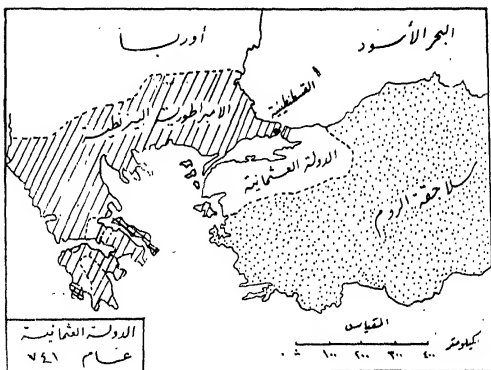 البحر الأسود
أوربا
القسطنطينية
الامبراطورية البيزنطية
الدولة العثمانية
سلاجقة الروم
المقياس
كيلومتر ٤٠٠ ٣٠٠ ٢٠٠ ١٠٠ ٥٠
الدولة العثمانية
عام ٧٤١